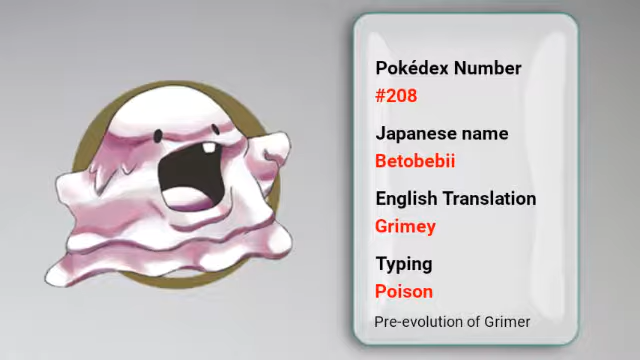 Pokédex Number
#208
Japanese name
Betobebii
English Translation
Grimey
Typing
Poison
Pre-evolution of Grimer